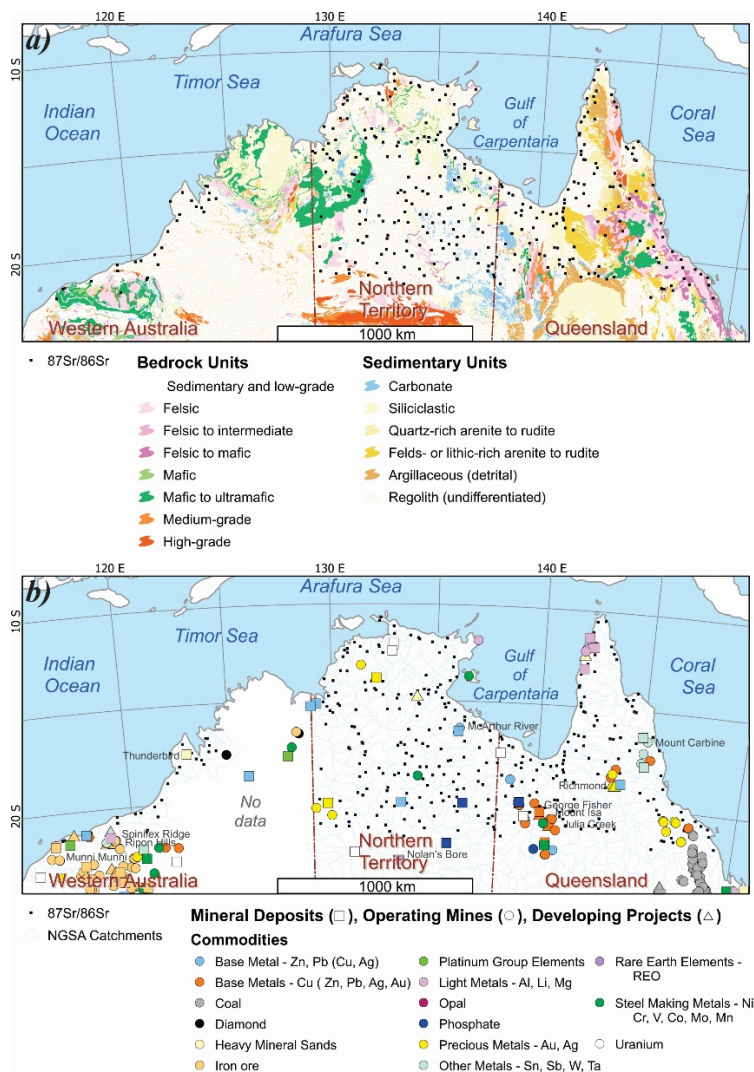 120 E
130
140
a)
Arafura Sea
10 S
Timor Sea
Indian
Ocean
Gulf
of
Carpentaria
Coral
Sea
20 S
Northern
Territory
Western Australia
1000 km
Queensland
87Sr/86Sr
Bedrock Units
Sedimentary and low-grade
Felsic
Felsic to intermediate
Felsic to mafic
Mafic
Mafic to ultramafic
Medium-grade
High-grade
Sedimentary Units
Carbonate
Siliciclastic
Quartz-rich arenite to rudite
Felds- or lithic-rich arenite to rudite
Argillaceous (detrital)
Regolith (undifferentiated)
120 E
130
140
b)
Arafura Sea
10 S
Timor Sea
Indian
Ocean
Gulf
of
Carpentaria
Coral
Sea
McArthur River
Mount Carbine
Thunderbird
No
data
Richmond
George Fisher
Mount Isa
Julia Creek
20 S
Spinifex Ridge
Ripon Hills
Munni Munni
Northern
Territory
Nolan's Bore
Western Australia
1000 km
Queensland
87Sr/86Sr
NGSA Catchments
Mineral Deposits (□), Operating Mines (○), Developing Projects (△)
Commodities
Base Metal - Zn, Pb (Cu, Ag)
Base Metals - Cu ( Zn, Pb, Ag, Au)
Coal
Diamond
Heavy Mineral Sands
Iron ore
Platinum Group Elements
Light Metals - Al, Li, Mg
Opal
Phosphate
Precious Metals - Au, Ag
Other Metals - Sn, Sb, W, Ta
Rare Earth Elements -
REO
Steel Making Metals - Ni
Cr, V, Co, Mo, Mn
Uranium